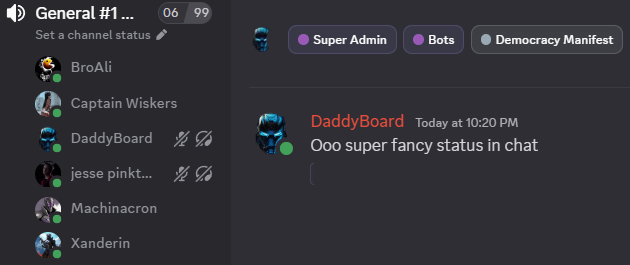 General #1 ...
06 99
Set a channel status
BroAli
Captain Wiskers
DaddyBoard
jesse pinkt...
Machinacron
Xanderin
Super Admin
Bots
Democracy Manifest
DaddyBoard Today at 10:20 PM
Ooo super fancy status in chat